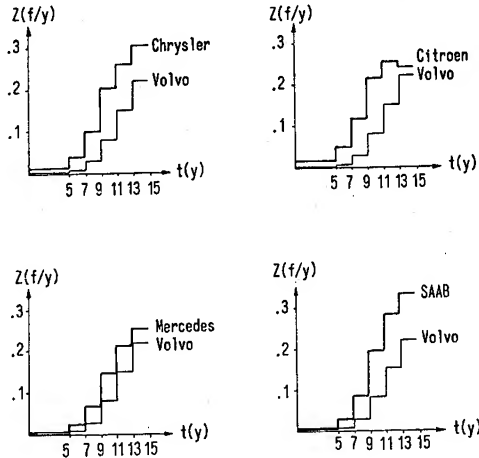 Z(f/y)
.3
.2
.1
Chrysler
Volvo
5 7 9 11 13 15
t(y)
Z(f/y)
.3
.2
.1
Citroen
Volvo
5 7 9 11 13 15
t(y)
Z(f/y)
.3
.2
.1
Mercedes
Volvo
5 7 9 11 13 15
t(y)
Z(f/y)
.3
.2
.1
SAAB
Volvo
5 7 9 11 13 15
t(y)